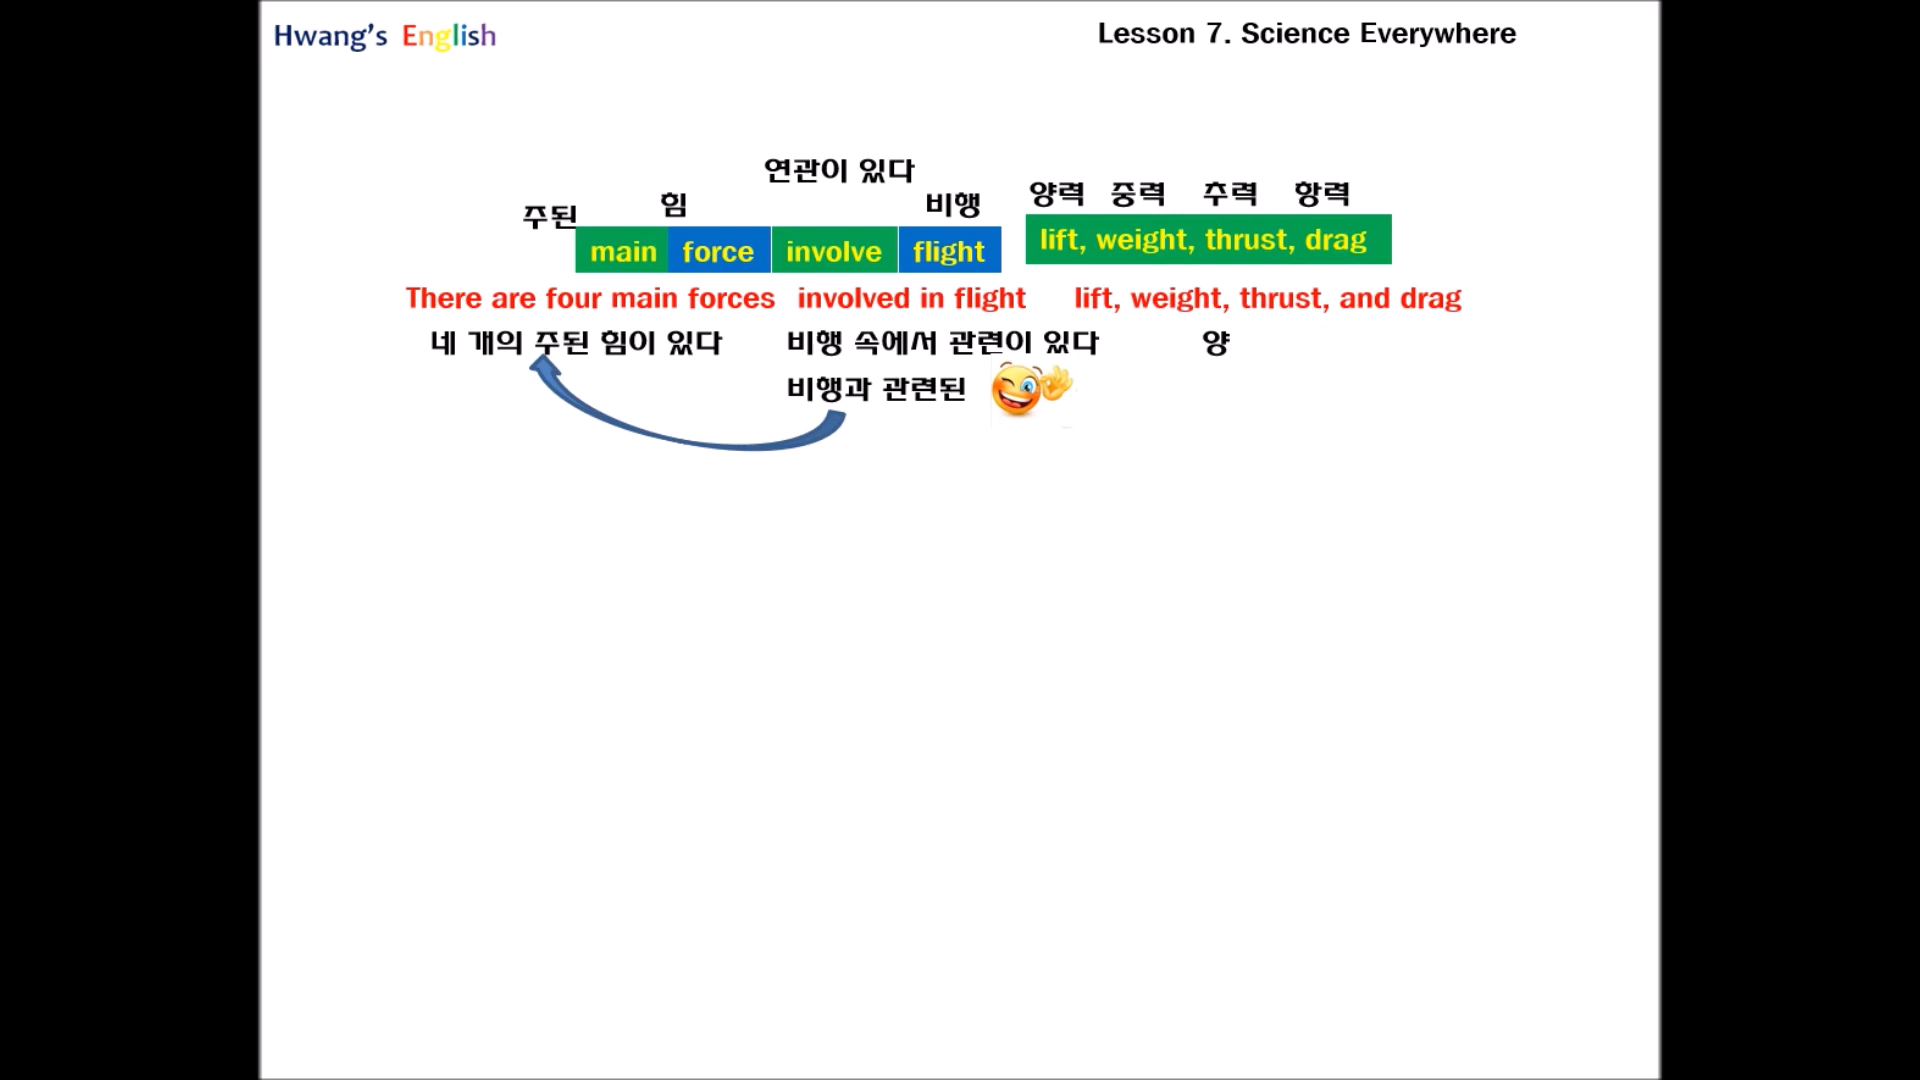 Hwang's English
Lesson 7. Science Everywhere
연관이 있다
주된 힘 비행 양력 중력 추력 항력
main force involve flight lift, weight, thrust, drag
There are four main forces involved in flight lift, weight, thrust, and drag
네 개의 주된 힘이 있다 비행 속에서 관련이 있다 양
비행과 관련된